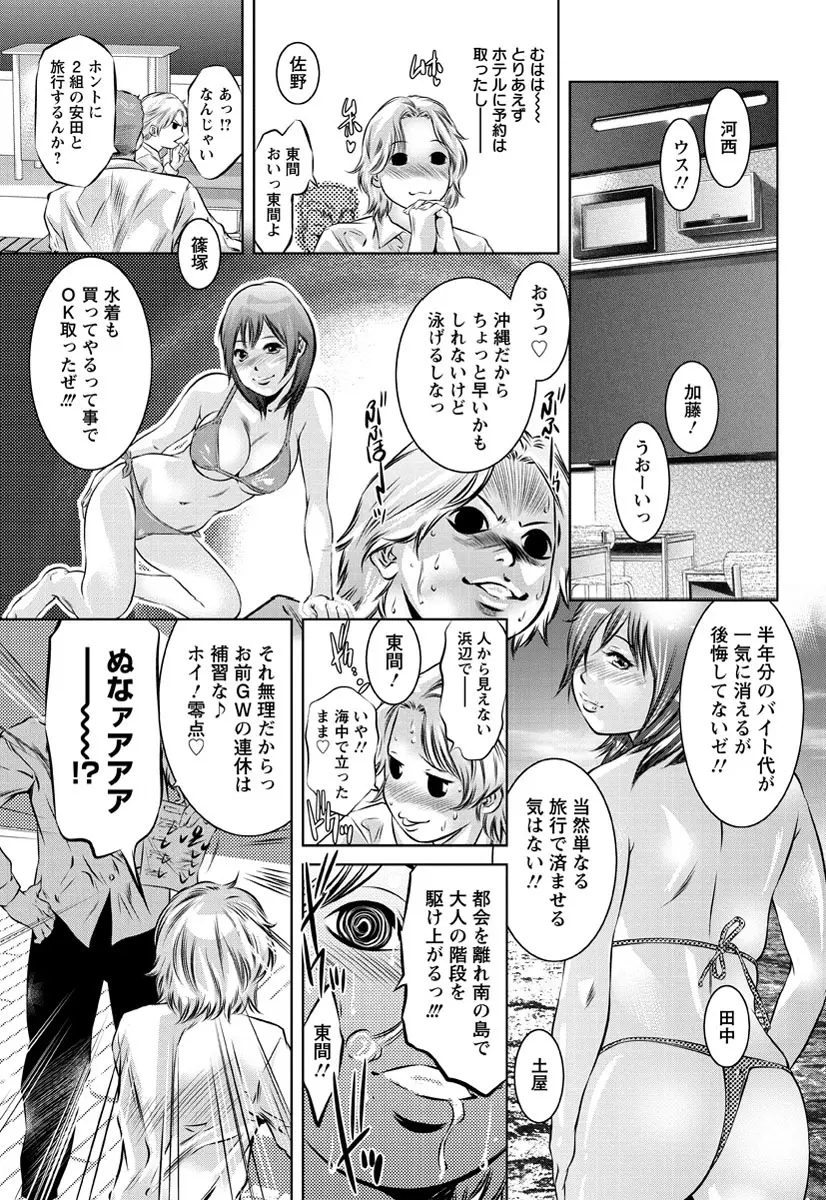 河西
ウス!!
加藤!
うおーいっ
むはは〜〜
とりあえず
ホテルに予約は
取ったし──
ムホ
ムホ♡
佐野
東間
おいっ東間よ
あっ!?
なんじゃい
ホントに
2組の安田と
旅行するんか?
おうっ♡
沖縄だから
ちょっと早いかも
しれないけど
泳げるしなっ
篠塚
水着も
買ってやるって事で
OK取ったぜ!!!
半年分のバイト代が
一気に消えるが
後悔してないゼ!!
当然単なる
旅行で済ませる
気はない!!
田中
土屋
人から見えない
浜辺で──
東間!
いや!!
海中で立った
まま♡
都会を離れ南の島で
大人の階段を
駆け上がるっ!!!
東間!!
それ無理だからっ
お前GWの連休は
補習な♪
ホイ!零点♡
ぬなァアアア
──〜〜──!?